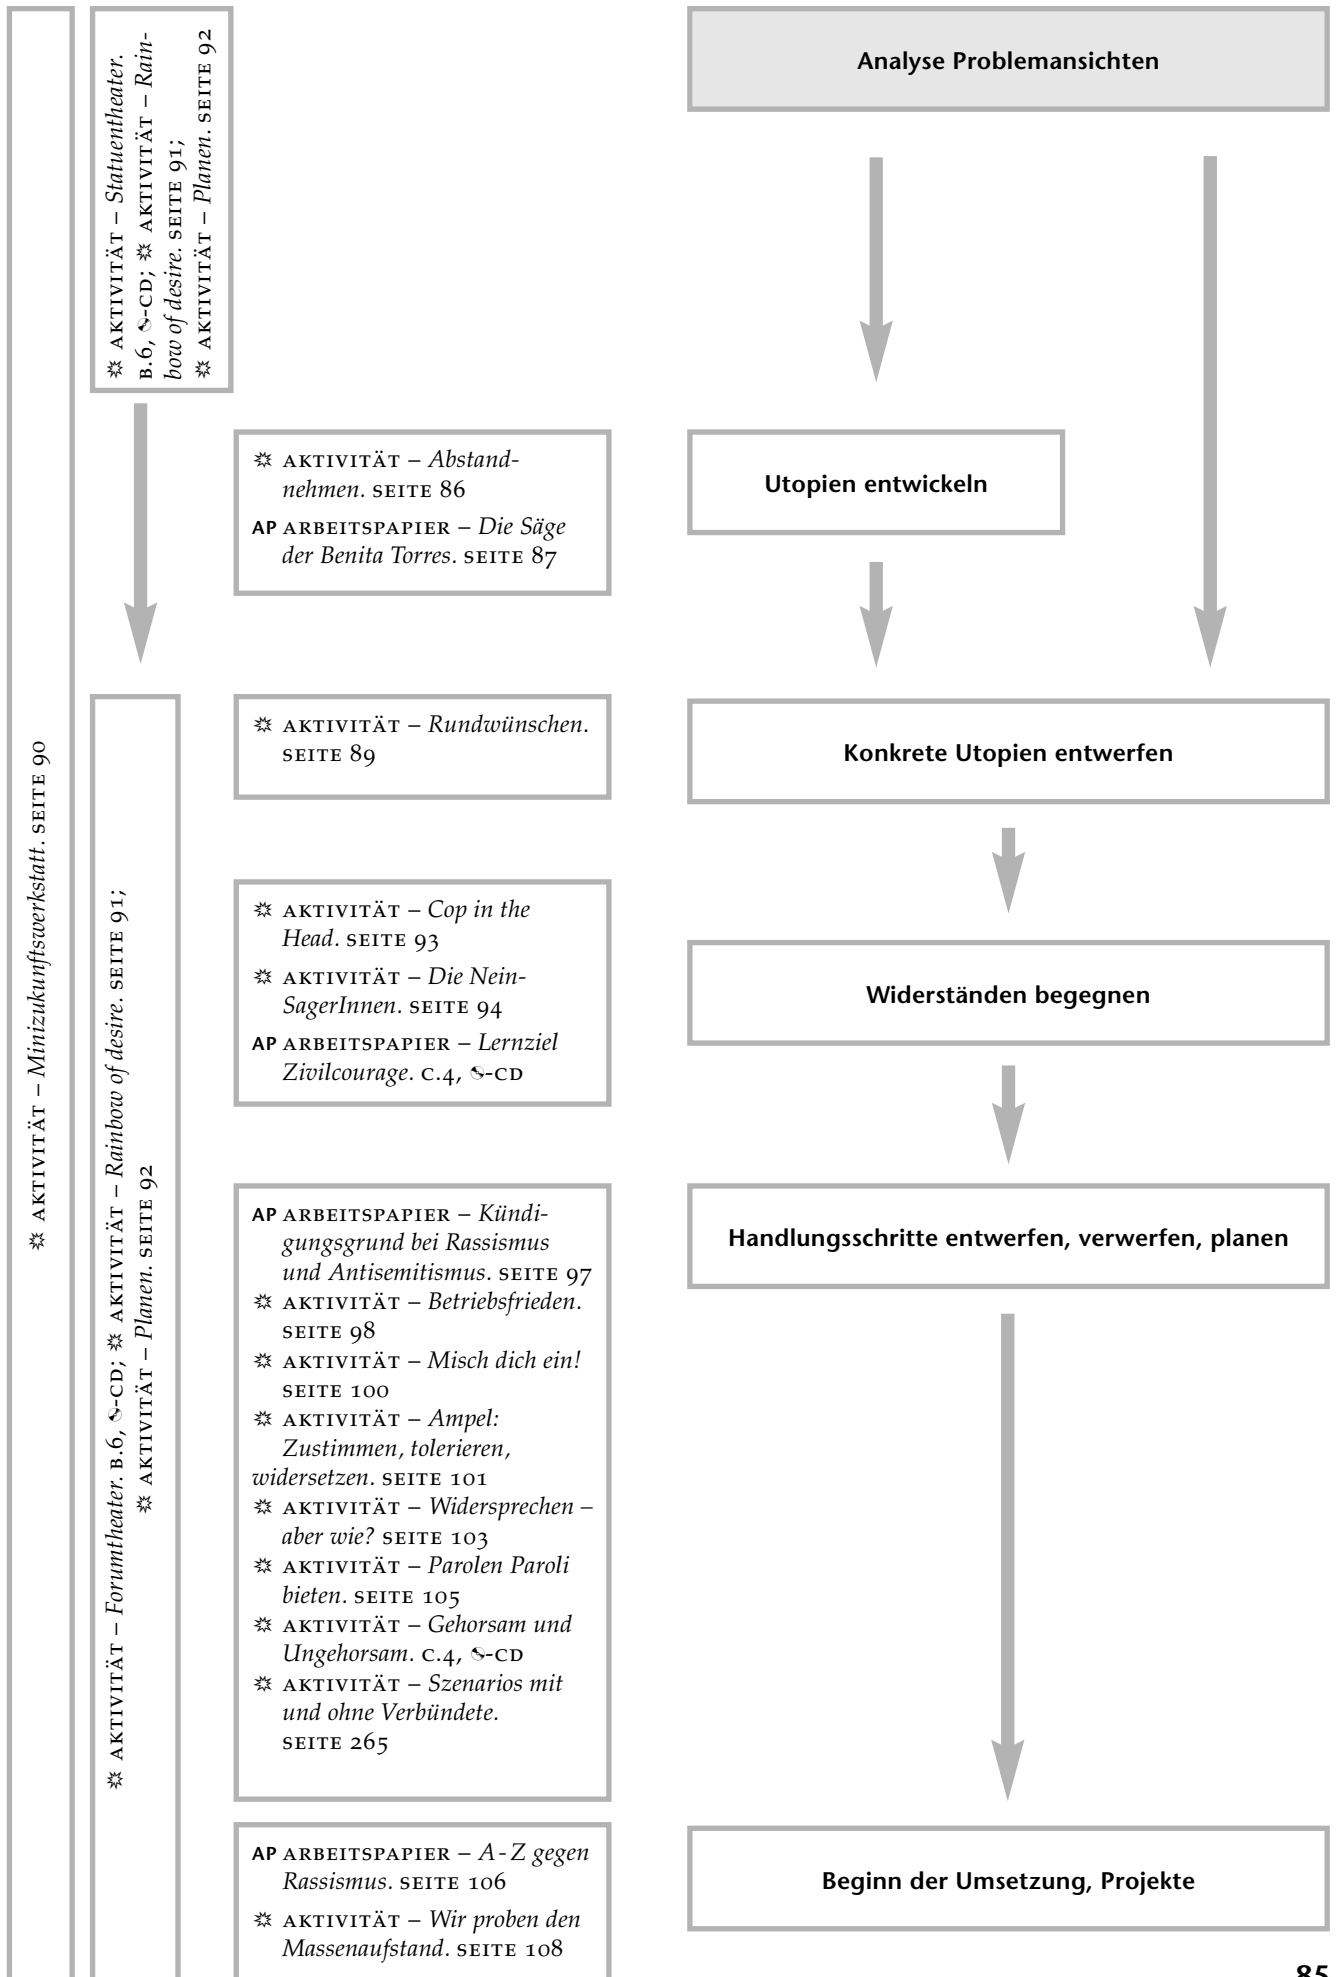 ✵ AKTIVITÄT – Minizukunftswerkstatt. SEITE 90
✵ AKTIVITÄT – Statuentheater.
B.6, -CD; ✵ AKTIVITÄT – Rain-
bow of desire. SEITE 91;
✵ AKTIVITÄT – Planen. SEITE 92
✵ AKTIVITÄT – Forumtheater. B.6, -CD; ✵ AKTIVITÄT – Rainbow of desire. SEITE 91;
✵ AKTIVITÄT – Planen. SEITE 92
✵ AKTIVITÄT – Abstand-
nehmen. SEITE 86
AP ARBEITSPAPIER – Die Säge
der Benita Torres. SEITE 87
✵ AKTIVITÄT – Rundwünschen.
SEITE 89
✵ AKTIVITÄT – Cop in the
Head. SEITE 93
✵ AKTIVITÄT – Die Nein-
SagerInnen. SEITE 94
AP ARBEITSPAPIER – Lernziel
Zivilcourage. C.4, -CD
AP ARBEITSPAPIER – Kündi-
gungsgrund bei Rassismus
und Antisemitismus. SEITE 97
✵ AKTIVITÄT – Betriebsfrieden.
SEITE 98
✵ AKTIVITÄT – Misch dich ein!
SEITE 100
✵ AKTIVITÄT – Ampel:
Zustimmen, tolerieren,
widersetzen. SEITE 101
✵ AKTIVITÄT – Widersprechen –
aber wie? SEITE 103
✵ AKTIVITÄT – Parolen Paroli
bieten. SEITE 105
✵ AKTIVITÄT – Gehorsam und
Ungehorsam. C.4, -CD
✵ AKTIVITÄT – Szenarios mit
und ohne Verbündete.
SEITE 265
AP ARBEITSPAPIER – A-Z gegen
Rassismus. SEITE 106
✵ AKTIVITÄT – Wir proben den
Massenaufstand. SEITE 108
Analyse Problemansichten
Utopien entwickeln
Konkrete Utopien entwerfen
Widerständen begegnen
Handlungsschritte entwerfen, verwerfen, planen
Beginn der Umsetzung, Projekte
85